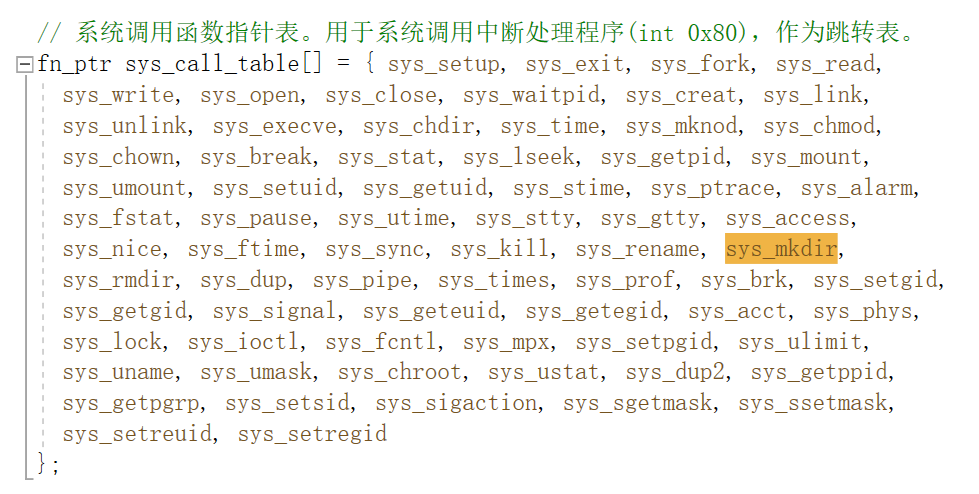 // 系统调用函数指针表。用于系统调用中断处理程序(int 0x80)，作为跳转表。
fn_ptr sys_call_table[] = { sys_setup, sys_exit, sys_fork, sys_read,
sys_write, sys_open, sys_close, sys_waitpid, sys_creat, sys_link,
sys_unlink, sys_execve, sys_chdir, sys_time, sys_mknod, sys_chmod,
sys_chown, sys_break, sys_stat, sys_lseek, sys_getpid, sys_mount,
sys_umount, sys_setuid, sys_getuid, sys_stime, sys_ptrace, sys_alarm,
sys_fstat, sys_pause, sys_utime, sys_stty, sys_gtty, sys_access,
sys_nice, sys_ftime, sys_sync, sys_kill, sys_rename, sys_mkdir,
sys_rmdir, sys_dup, sys_pipe, sys_times, sys_prof, sys_brk, sys_setgid,
sys_getgid, sys_signal, sys_geteuid, sys_getegid, sys_acct, sys_phys,
sys_lock, sys_ioctl, sys_fcntl, sys_mpx, sys_setpgid, sys_ulimit,
sys_uname, sys_umask, sys_chroot, sys_ustat, sys_dup2, sys_getppid,
sys_getpgrp, sys_setsid, sys_sigaction, sys_sgetmask, sys_ssetmask,
sys_setreuid, sys_setregid
};